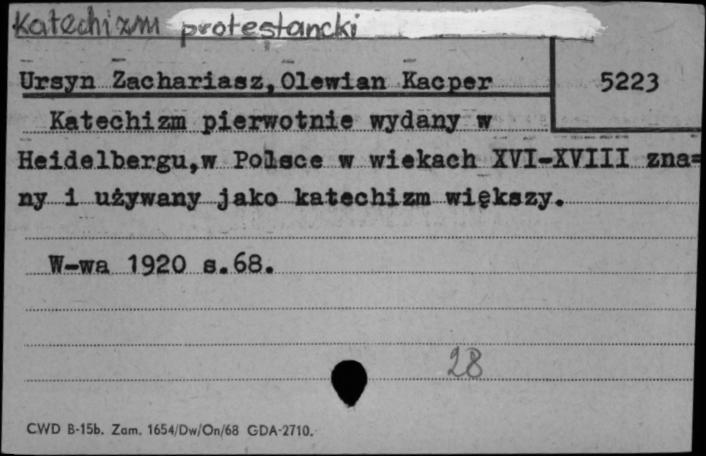 Katechizm protestancki
Ursyn Zachariasz, Olewian Kacper 5223
Katechizm pierwotnie wydany w
Heidelbergu, w Polsce w wiekach XVI-XVIII zna=
ny i używany jako katechizm większy.
W-wa 1920 s.68.
28
CWD B-15b. Zam. 1654/Dw/On/68 GDA-2710.